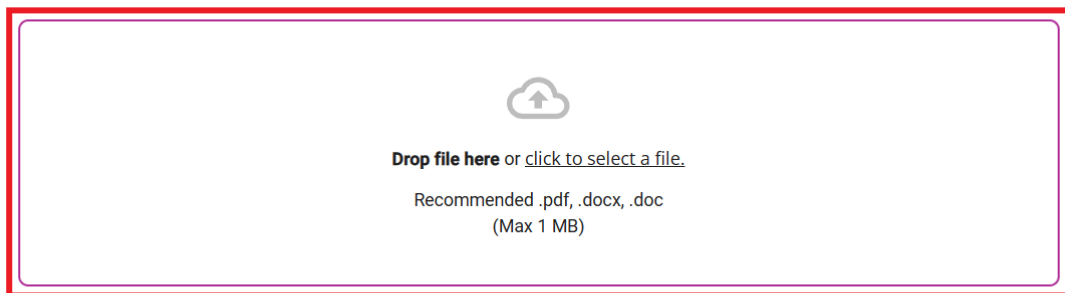 Drop file here or click to select a file.
Recommended .pdf, .docx, .doc
(Max 1 MB)